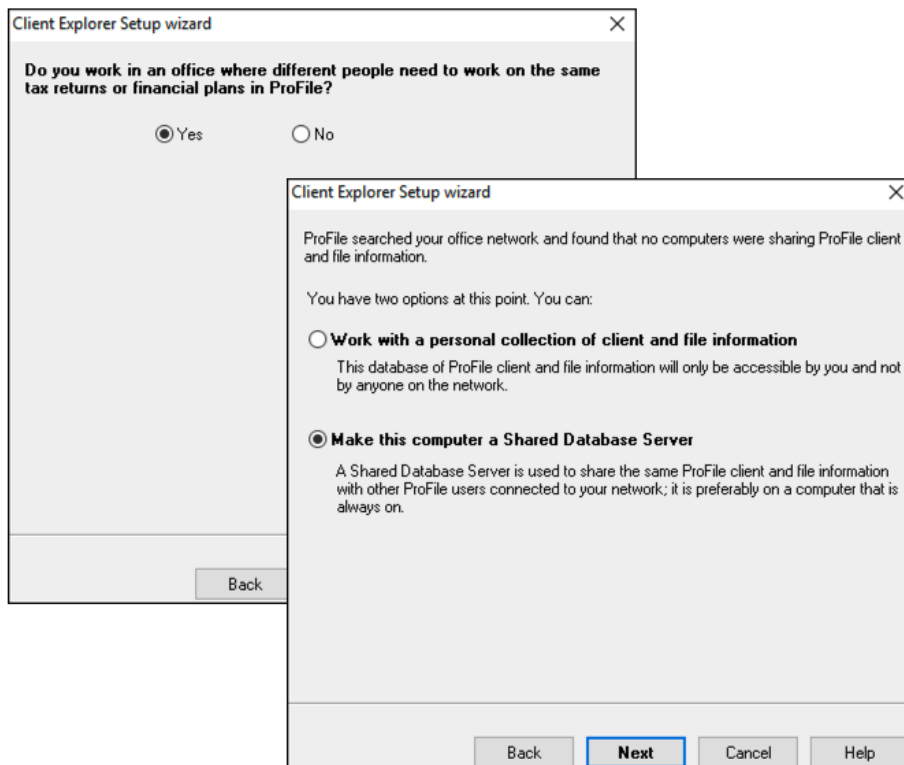 Client Explorer Setup wizard
Do you work in an office where different people need to work on the same
tax returns or financial plans in ProFile?
Yes No
Back
Client Explorer Setup wizard
ProFile searched your office network and found that no computers were sharing ProFile client
and file information.
You have two options at this point. You can:
Work with a personal collection of client and file information
This database of ProFile client and file information will only be accessible by you and not
by anyone on the network.
Make this computer a Shared Database Server
A Shared Database Server is used to share the same ProFile client and file information
with other ProFile users connected to your network; it is preferably on a computer that is
always on.
Back Next Cancel Help